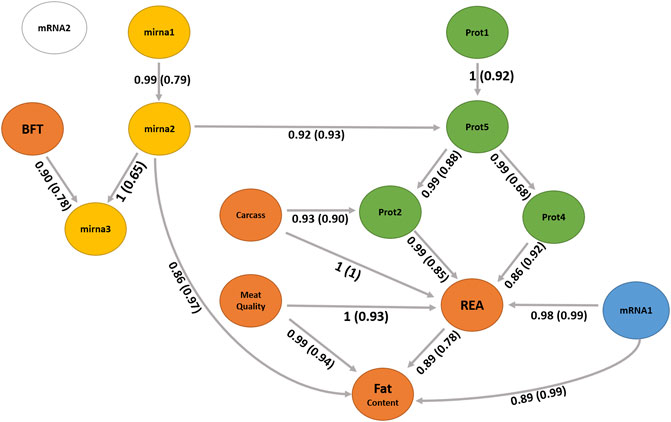 mRNA2
mirna1
Prot1
0.99 (0.79)
1 (0.92)
BFT
mirna2
0.92 (0.93)
Prot5
0.90 (0.78)
1 (0.65)
0.99 (0.88)
0.99 (0.68)
mirna3
Carcass
0.93 (0.90)
Prot2
Prot4
0.86 (0.97)
1 (1)
0.99 (0.85)
0.86 (0.92)
Meat
Quality
1 (0.93)
REA
0.98 (0.99)
mRNA1
0.99 (0.94)
0.89 (0.78)
Fat
Content
0.89 (0.99)